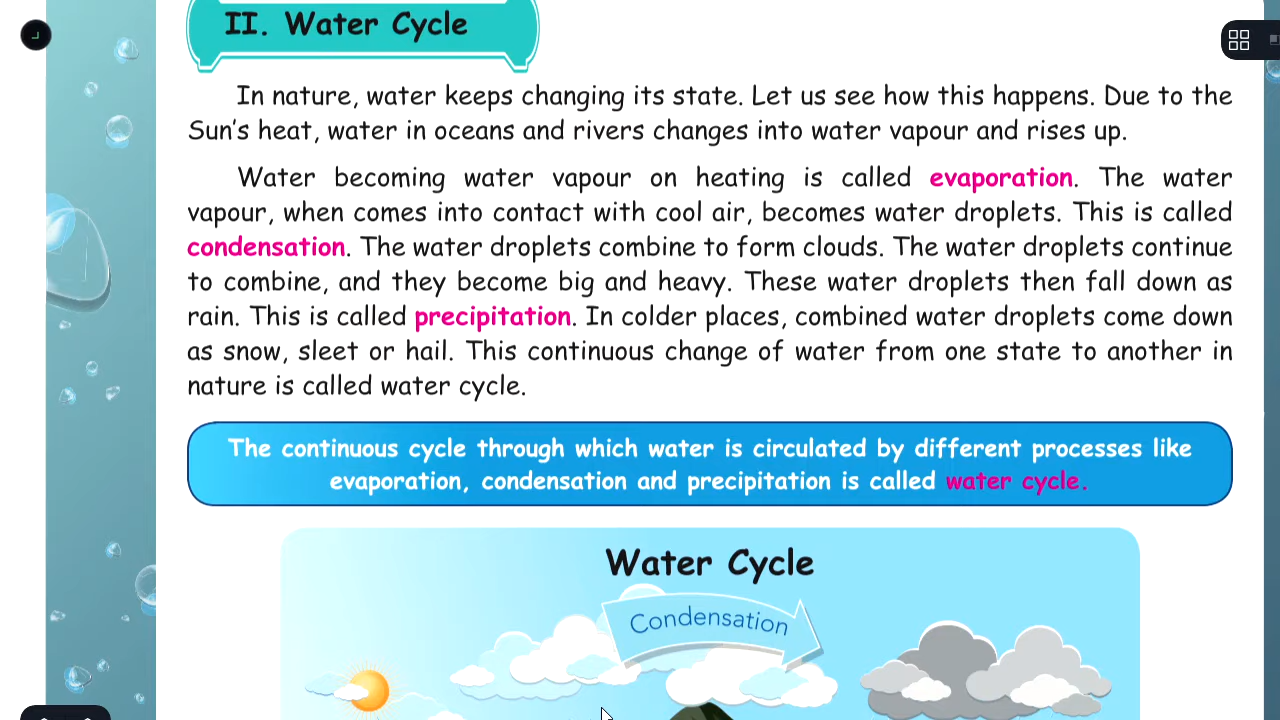 II. Water Cycle
In nature, water keeps changing its state. Let us see how this happens. Due to the
Sun's heat, water in oceans and rivers changes into water vapour and rises up.
Water becoming water vapour on heating is called evaporation. The water
vapour, when comes into contact with cool air, becomes water droplets. This is called
condensation. The water droplets combine to form clouds. The water droplets continue
to combine, and they become big and heavy. These water droplets then fall down as
rain. This is called precipitation. In colder places, combined water droplets come down
as snow, sleet or hail. This continuous change of water from one state to another in
nature is called water cycle.
The continuous cycle through which water is circulated by different processes like
evaporation, condensation and precipitation is called water cycle.
Water Cycle
Condensation